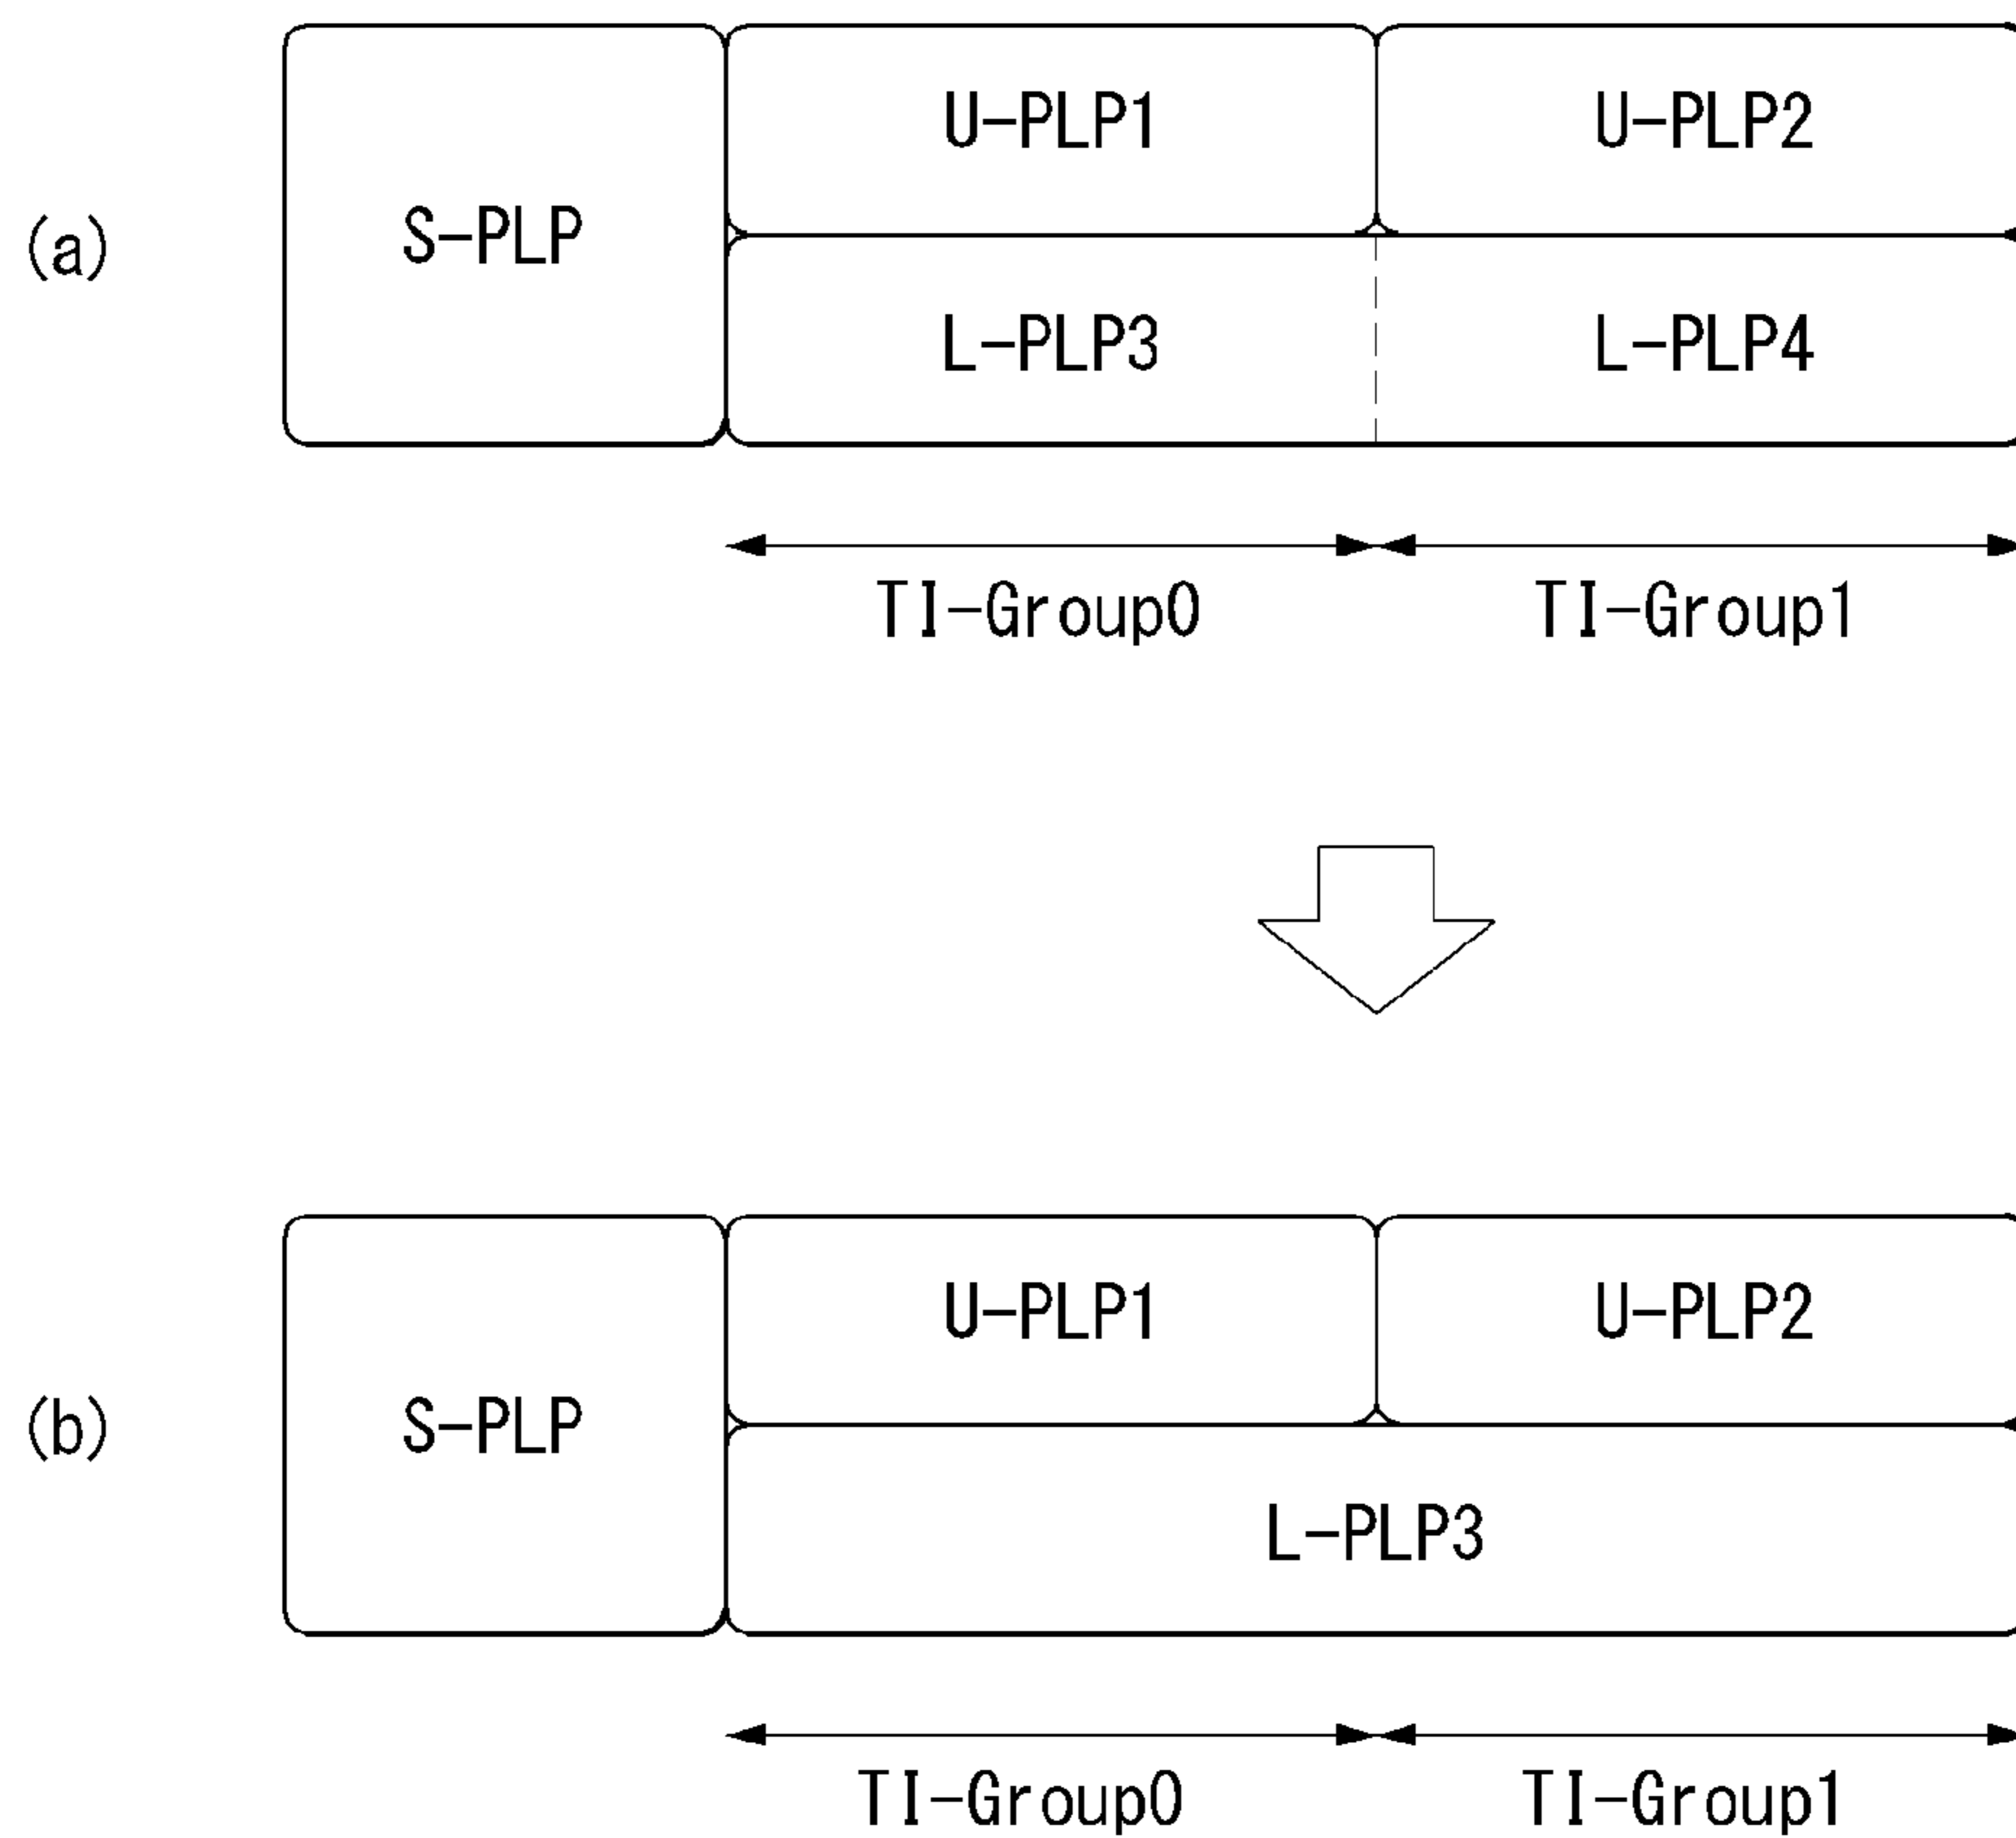 U-PLP1 U-PLP2
(a) S-PLP
L-PLP3 L-PLP4
TI-Group0 TI-Group1
U-PLP1 U-PLP2
(b) S-PLP
L-PLP3
TI-Group0 TI-Group1